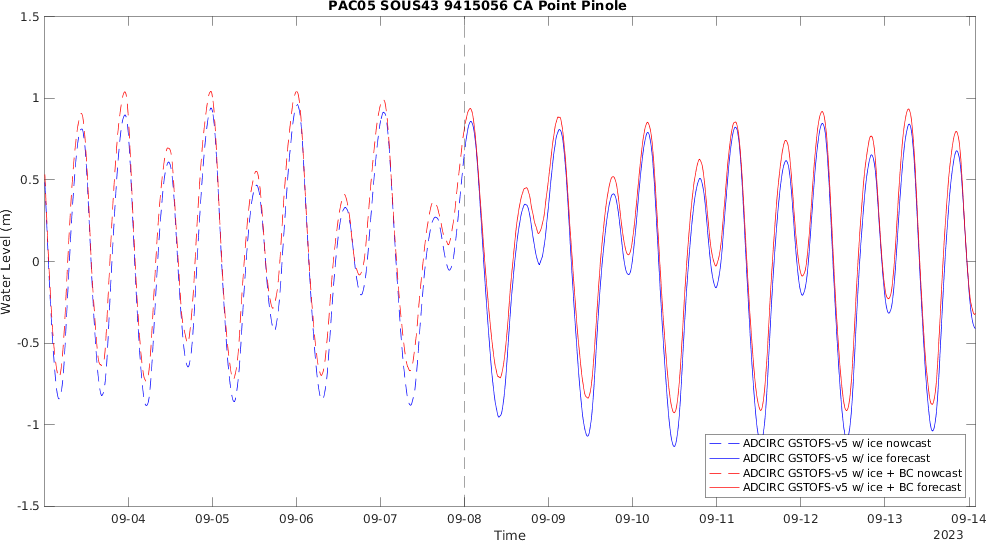 PAC05 SOUS43 9415056 CA Point Pinole
1.5
1
0.5
0
-0.5
-1
-1.5
Water Level (m)
ADCIRC GSTOFS-v5 w/ ice nowcast
ADCIRC GSTOFS-v5 w/ ice forecast
ADCIRC GSTOFS-v5 w/ ice + BC nowcast
ADCIRC GSTOFS-v5 w/ ice + BC forecast
09-04 09-05 09-06 09-07 09-08 09-09 09-10 09-11 09-12 09-13 09-14
Time
2023